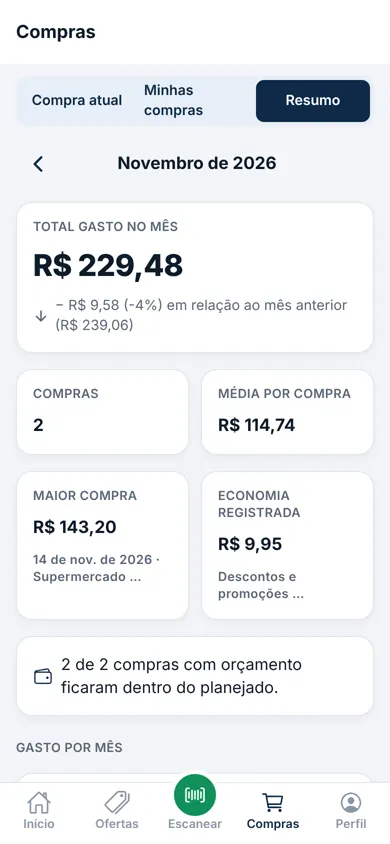 Compras
Compra atual
Minhas
compras
Resumo
Novembro de 2026
TOTAL GASTO NO MÊS
R$ 229,48
− R$ 9,58 (-4%) em relação ao mês anterior
(R$ 239,06)
COMPRAS
2
MÉDIA POR COMPRA
R$ 114,74
MAIOR COMPRA
R$ 143,20
14 de nov. de 2026 ·
Supermercado ...
ECONOMIA
REGISTRADA
R$ 9,95
Descontos e
promoções ...
2 de 2 compras com orçamento
ficaram dentro do planejado.
GASTO POR MÊS
Início
Ofertas
Escanear
Compras
Perfil